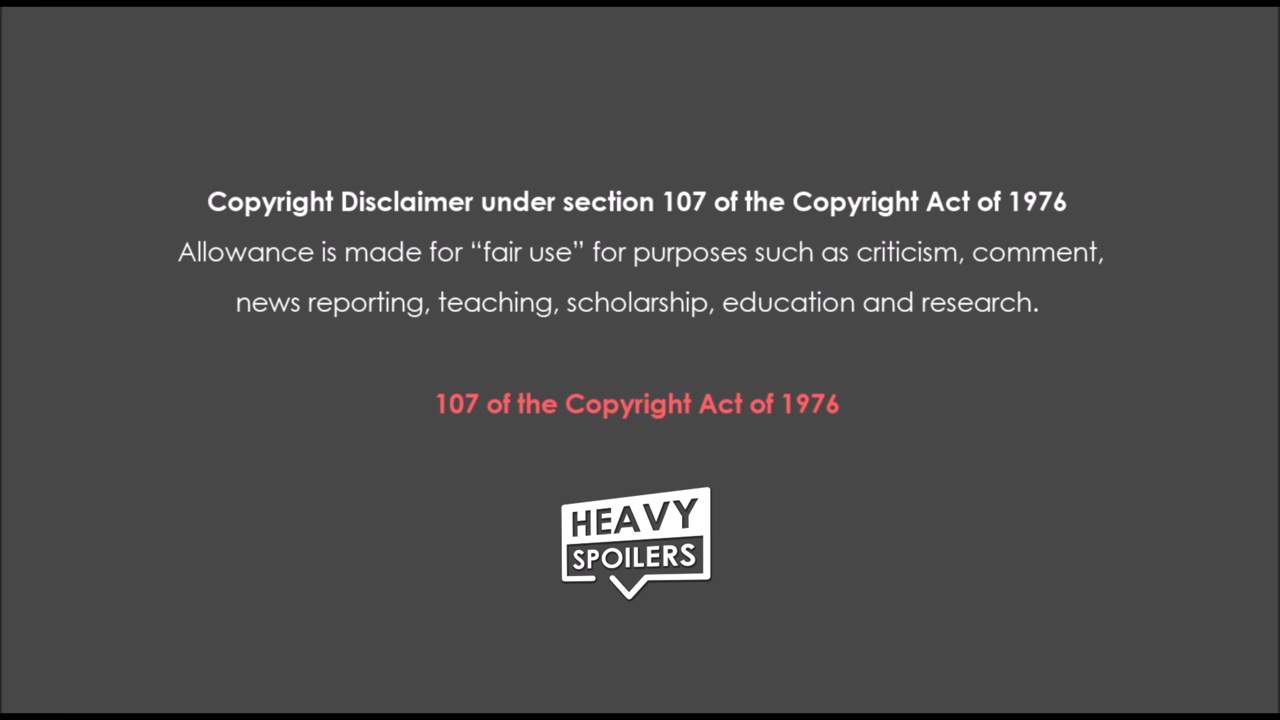 Copyright Disclaimer under section 107 of the Copyright Act of 1976
Allowance is made for “fair use” for purposes such as criticism, comment,
news reporting, teaching, scholarship, education and research.
107 of the Copyright Act of 1976
HEAVY
SPOILERS